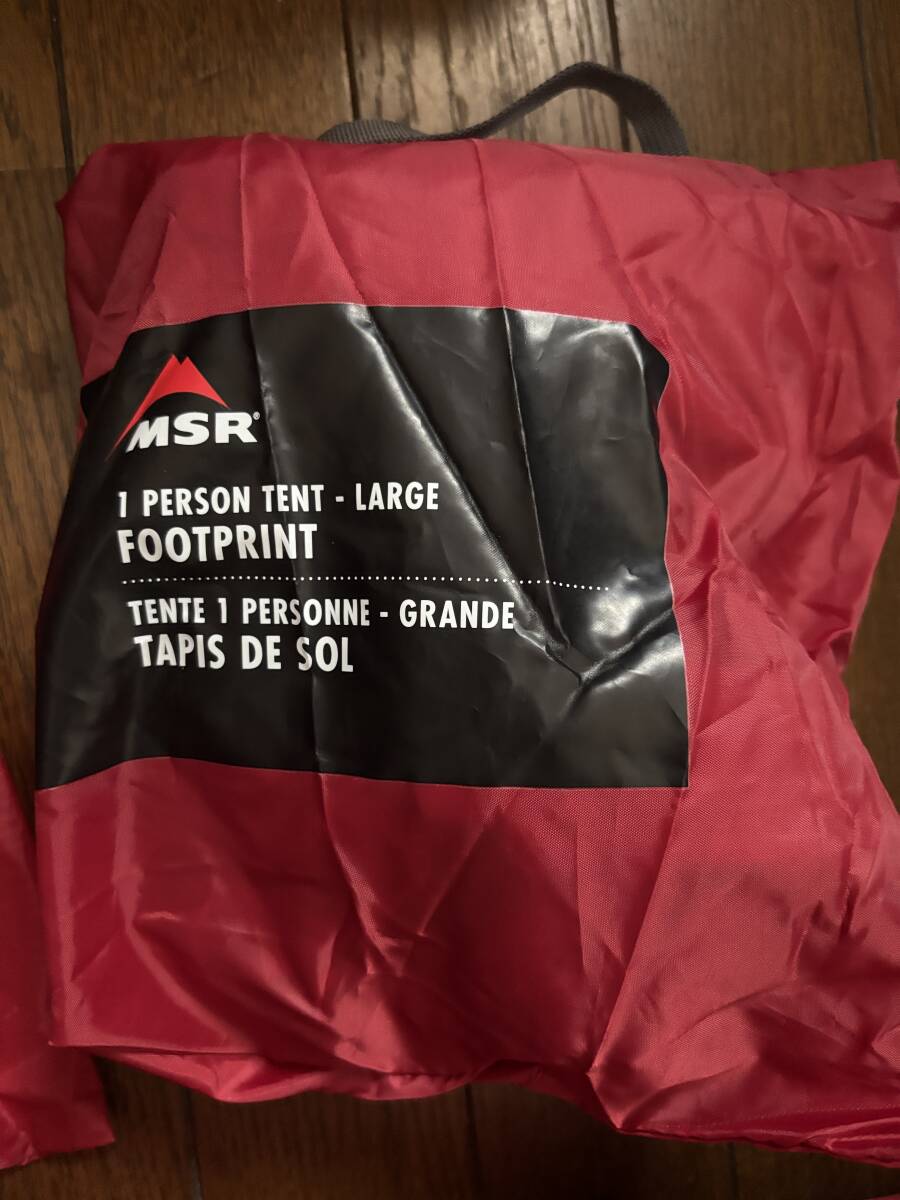 MSR®
1 PERSON TENT - LARGE
FOOTPRINT
TENTE 1 PERSONNE - GRANDE
TAPIS DE SOL